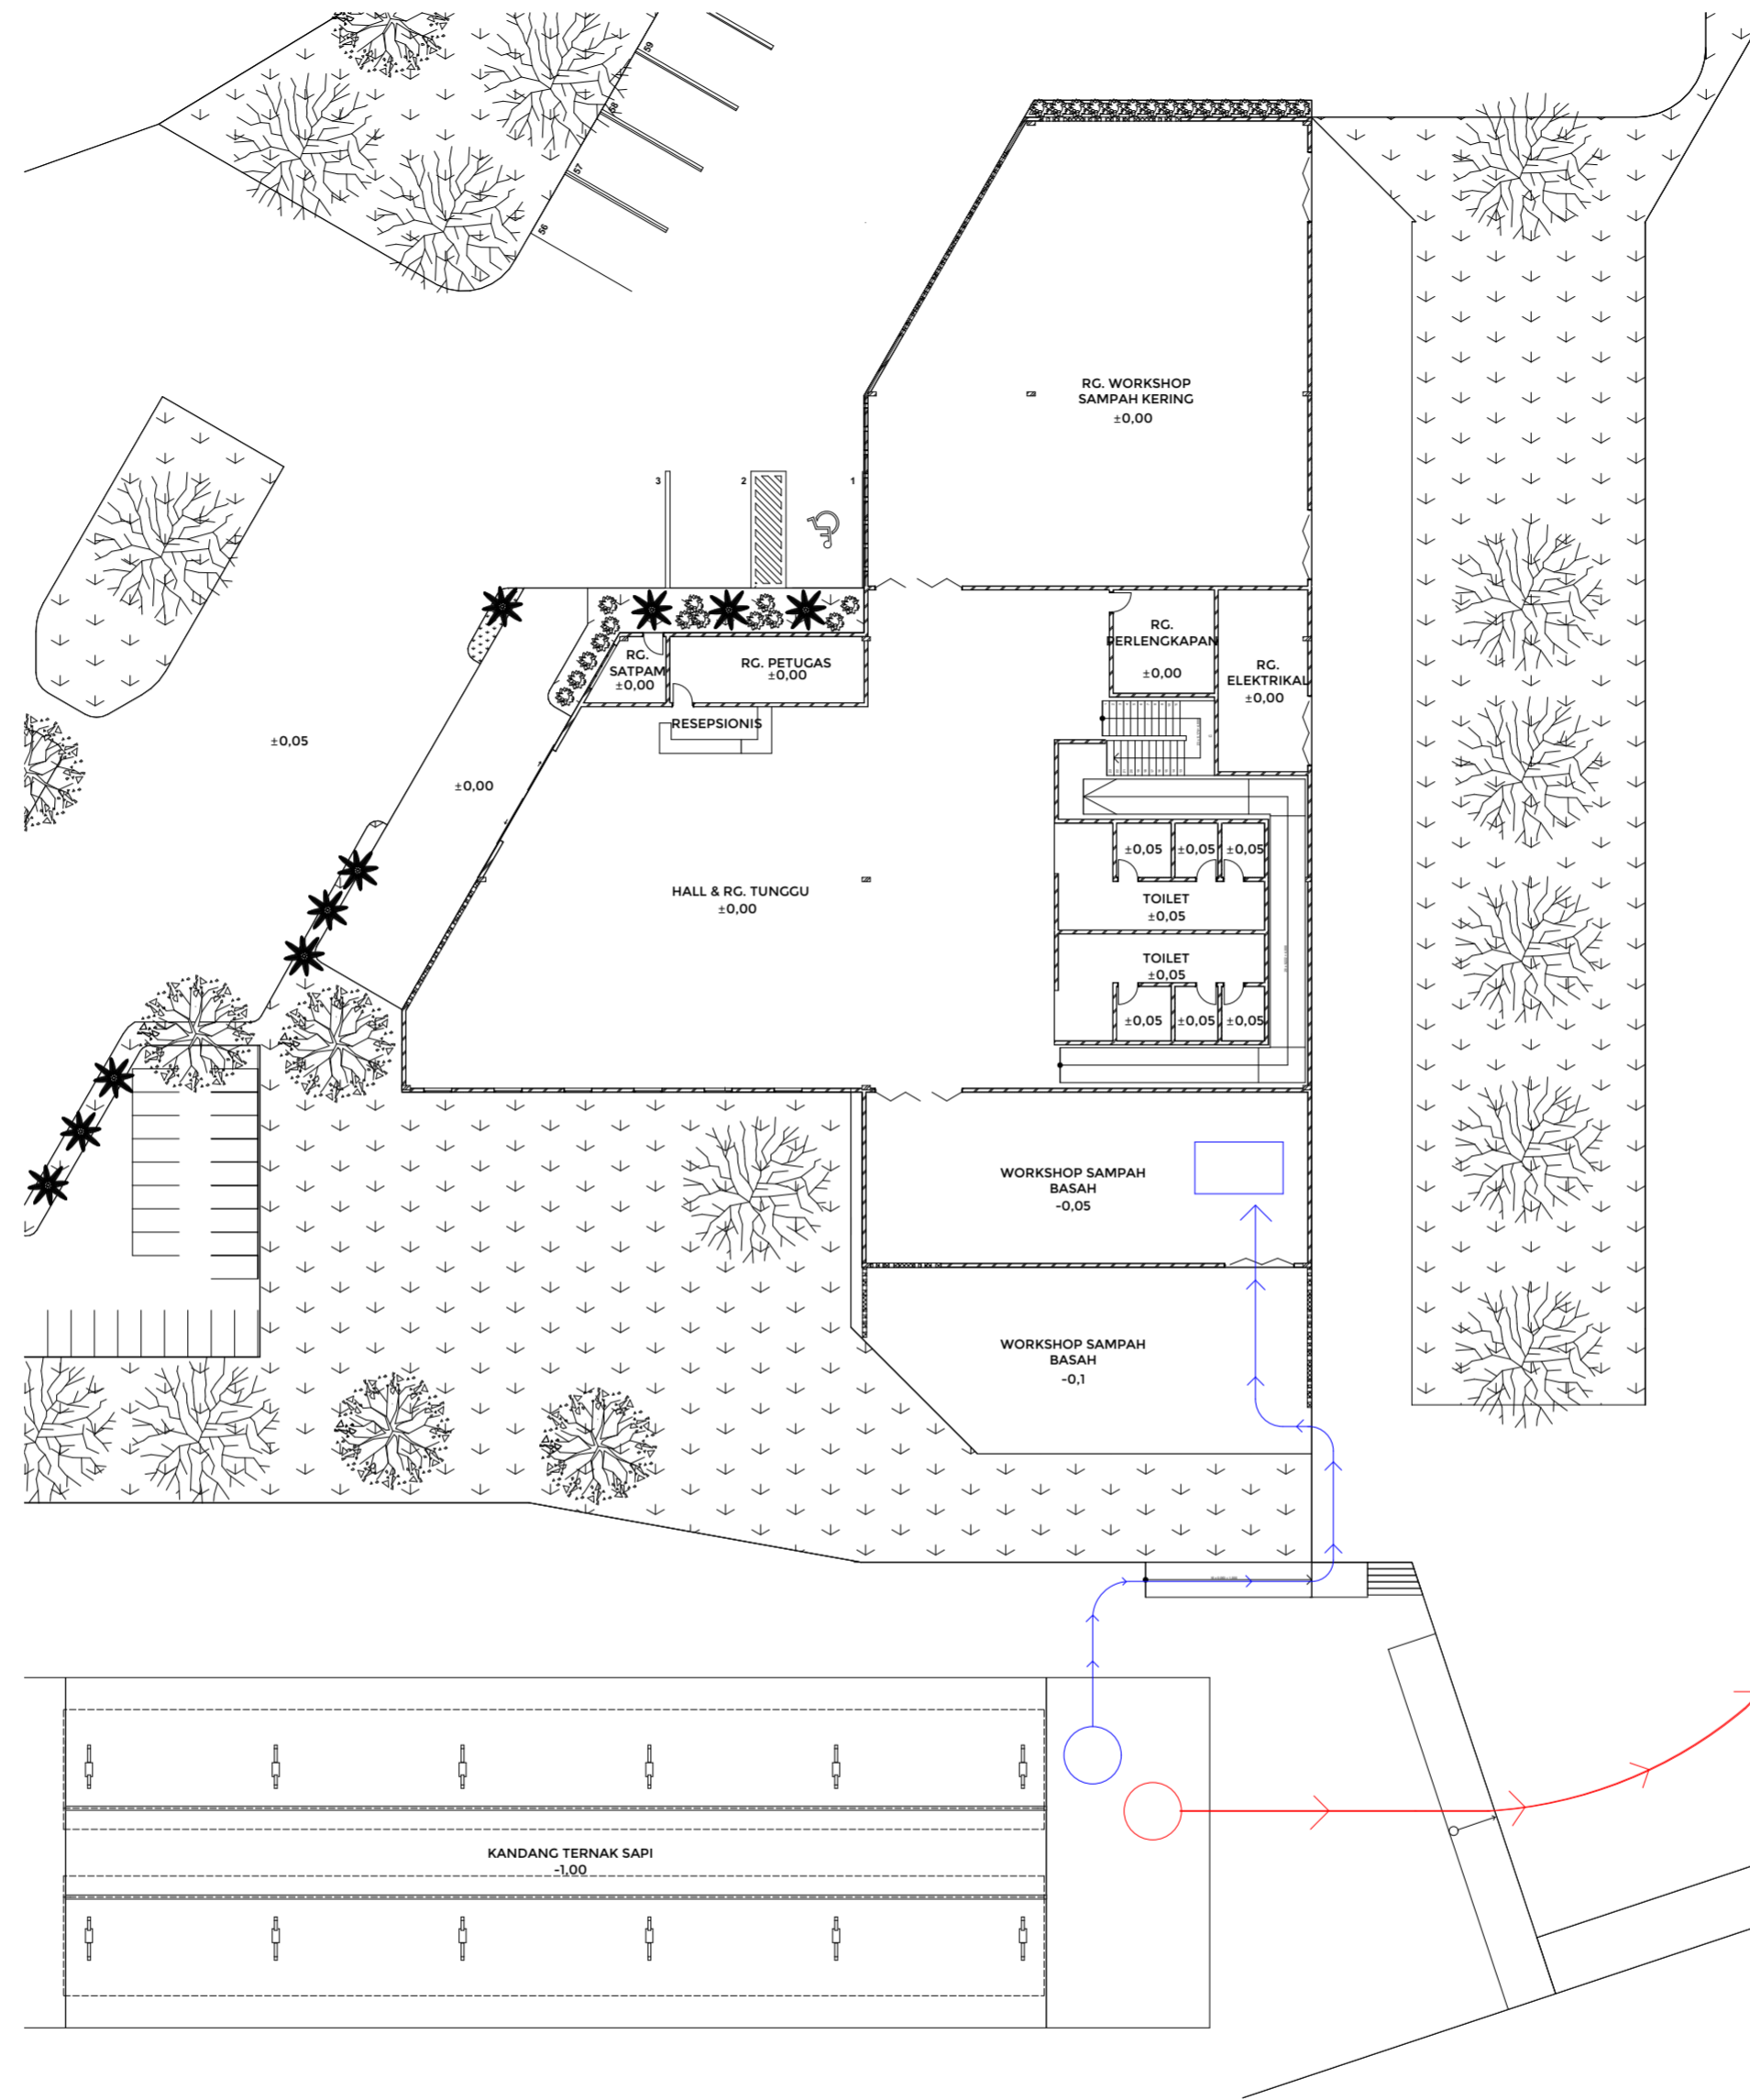 59
58
57
56
RG. WORKSHOP
SAMPAH KERING
±0,00
3
2
1
RG.
PERLENGKAPAN
±0,00
RG.
SATPAM
±0,00
RG. PETUGAS
±0,00
RG.
ELEKTRIKAL
±0,00
RESEPSIONIS
±0,05
±0,00
±0,05
±0,05
±0,05
HALL & RG. TUNGGU
±0,00
TOILET
±0,05
TOILET
±0,05
±0,05
±0,05
±0,05
WORKSHOP SAMPAH
BASAH
-0,05
WORKSHOP SAMPAH
BASAH
-0,1
KANDANG TERNAK SAPI
-1,00